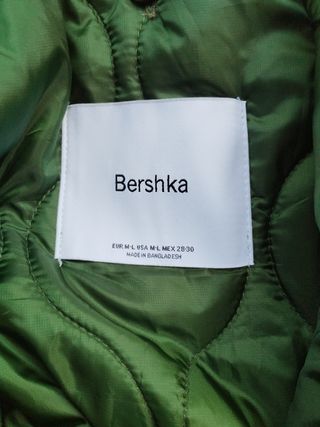 Bershka
EUR M-L USA M-L MEX 28-30
MADE IN BANGLADESH